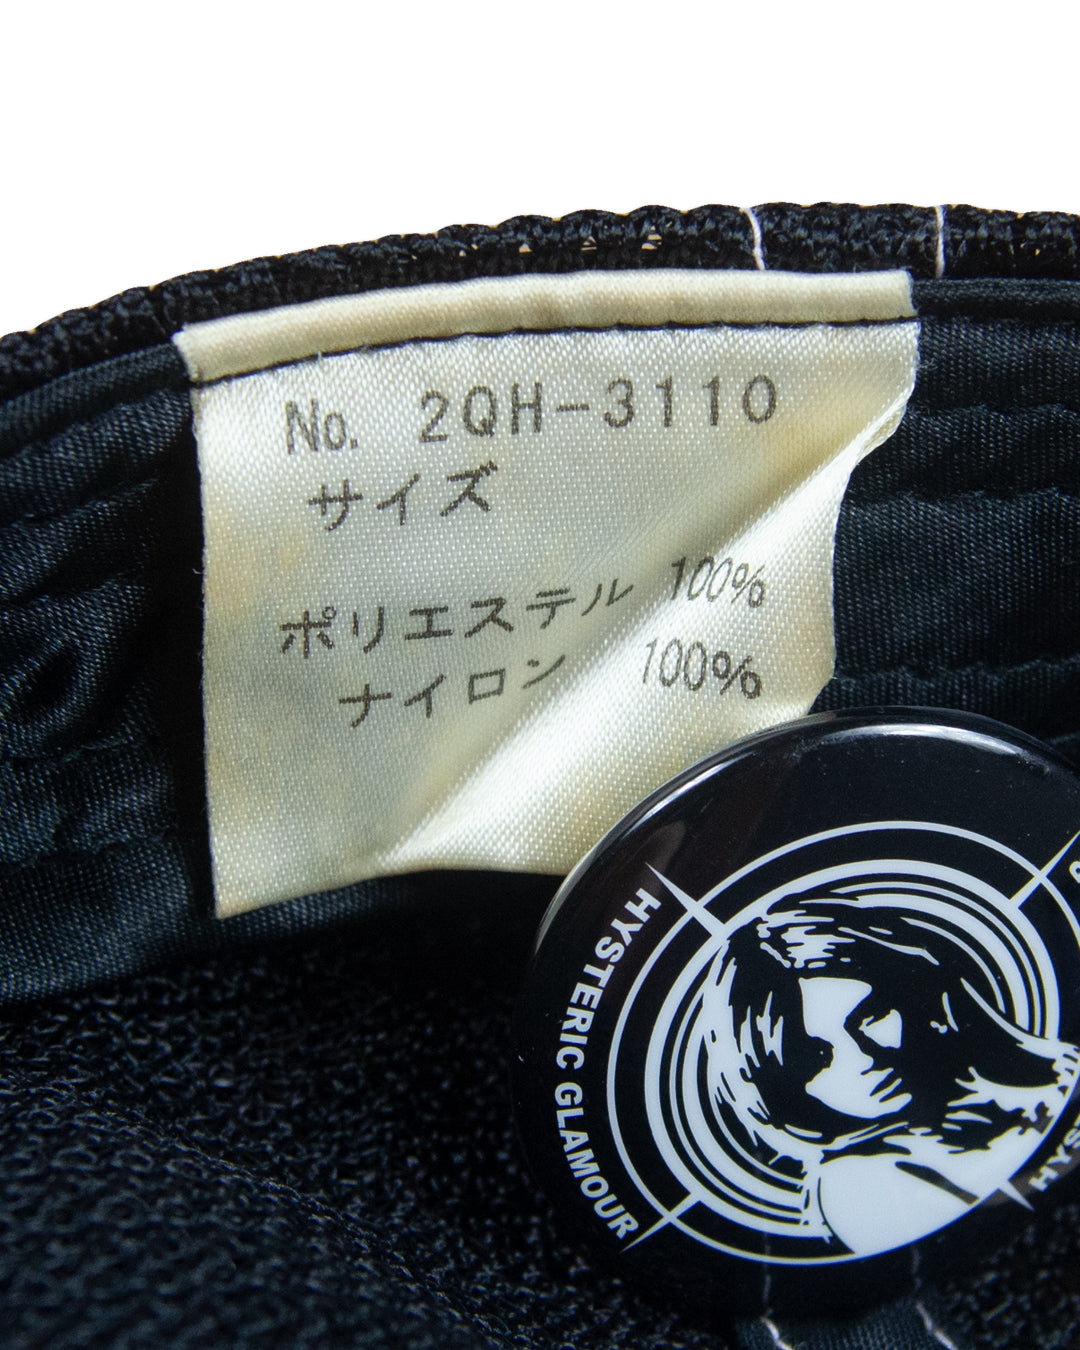 No. 2QH-3110
サイズ
ポリエステル 100%
ナイロン 100%
HYSTERIC GLAMOUR
HYS